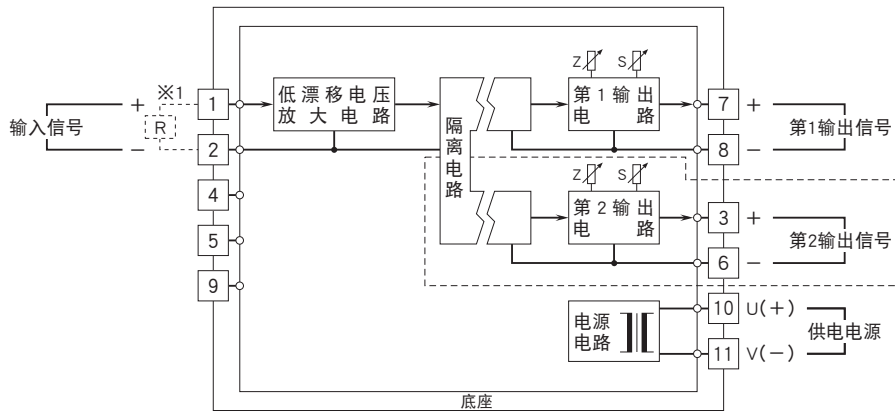 输入信号
+
−
※1
R
1
2
4
5
9
低漂移电压
放大电路
隔离电路
Z
S
第1输出
电路
Z
S
第2输出
电路
电源
电路
7
+
8
−
第1输出信号
3
+
6
−
第2输出信号
10
U(+)
11
V(−)
供电电源
底座